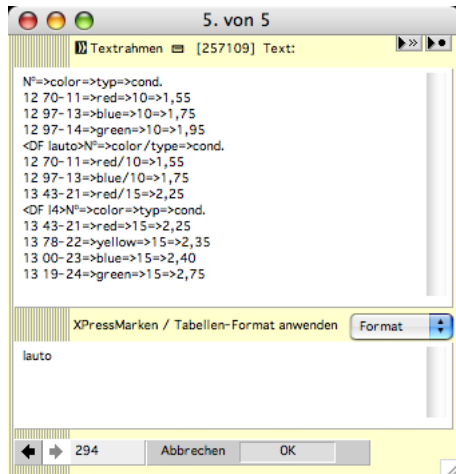 5. von 5
Textrahmen [257109] Text:
Nº=>color=>typ=>cond.
12 70-11=>red=>10=>1,55
12 97-13=>blue=>10=>1,75
12 97-14=>green=>10=>1,95
<DF lauto>Nº=>color/type=>cond.
12 70-11=>red/10=>1,55
12 97-13=>blue/10=>1,75
13 43-21=>red/15=>2,25
<DF l4>Nº=>color=>typ=>cond.
13 43-21=>red=>15=>2,25
13 78-22=>yellow=>15=>2,35
13 00-23=>blue=>15=>2,40
13 19-24=>green=>15=>2,75
XPressMarken / Tabellen-Format anwenden Format
lauto
294 Abbrechen OK